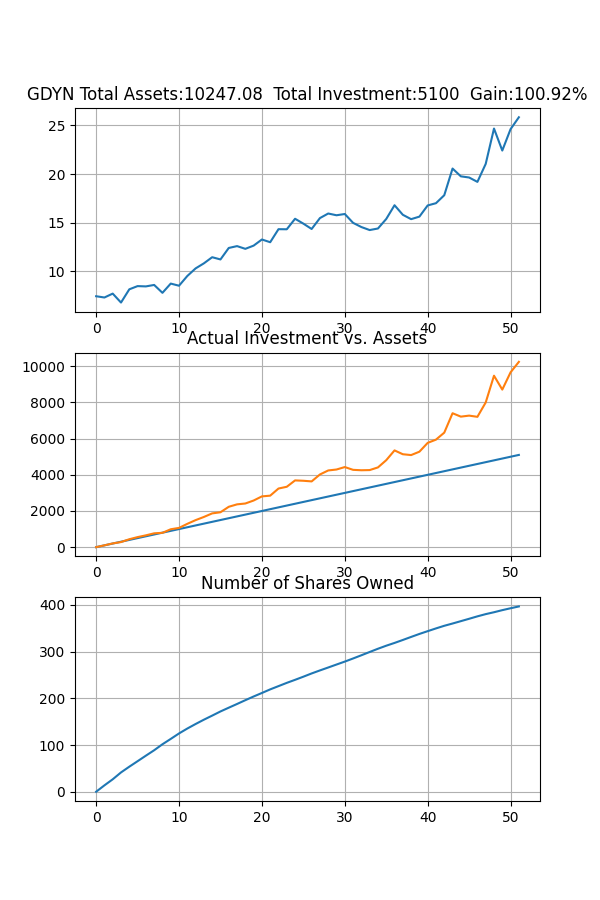 GDYN Total Assets:10247.08  Total Investment:5100  Gain:100.92%
25
20
15
10
0 10 20 30 40 50
Actual Investment vs. Assets
10000
8000
6000
4000
2000
0
0 10 20 30 40 50
Number of Shares Owned
400
300
200
100
0
0 10 20 30 40 50